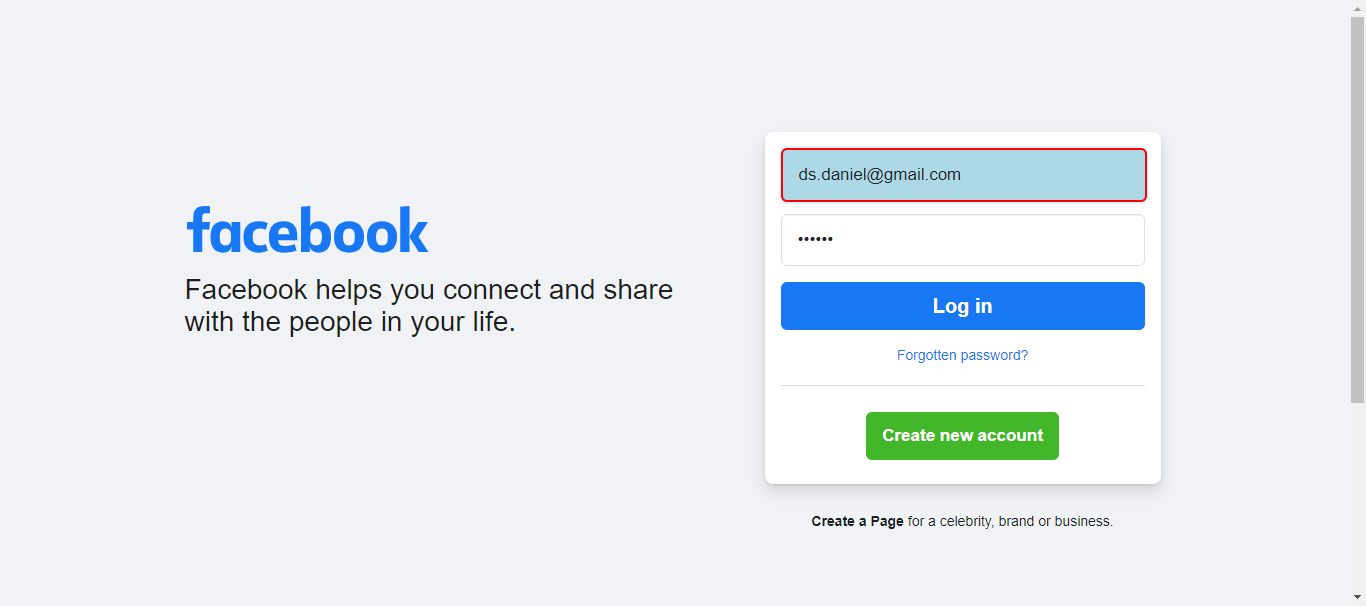 facebook
Facebook helps you connect and share
with the people in your life.
ds.daniel@gmail.com
••••••
Log in
Forgotten password?
Create new account
Create a Page for a celebrity, brand or business.